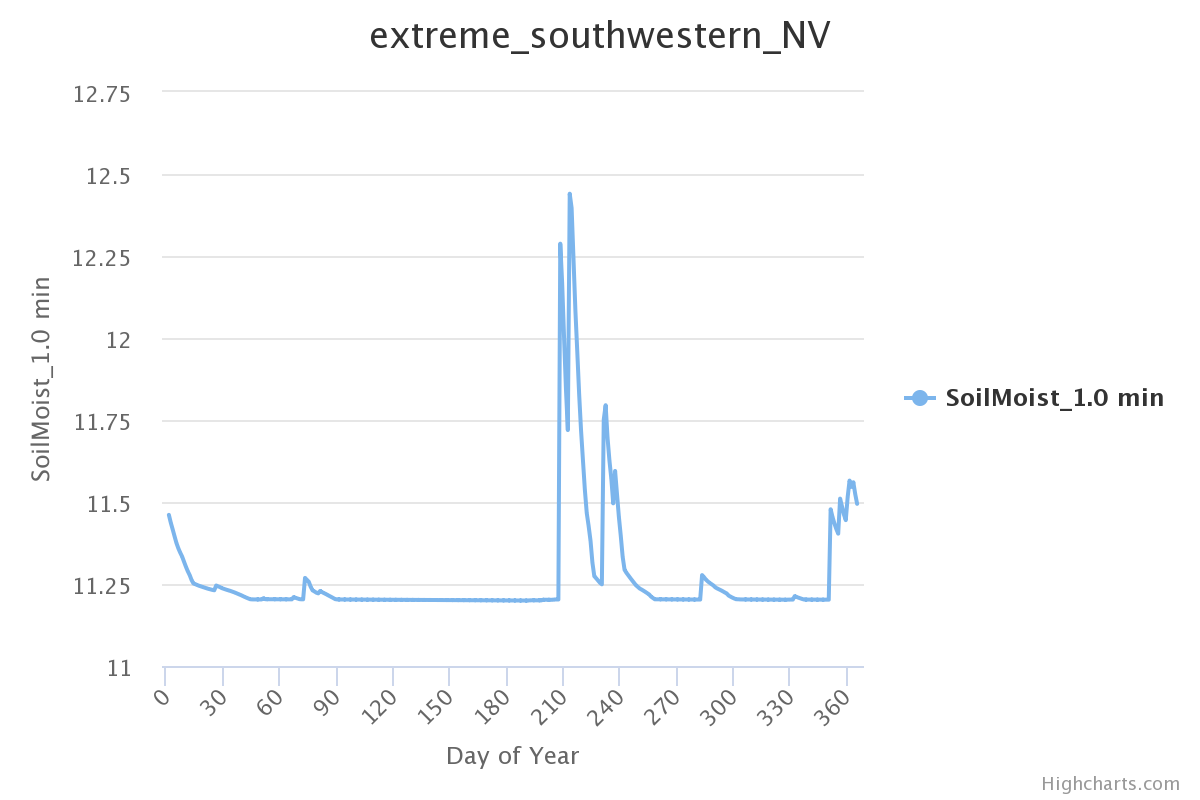 extreme_southwestern_NV
12.75
12.5
12.25
12
11.75
11.5
11.25
11
SoilMoist_1.0 min
0 30 60 90 120 150 180 210 240 270 300 330 360
Day of Year
SoilMoist_1.0 min
Highcharts.com